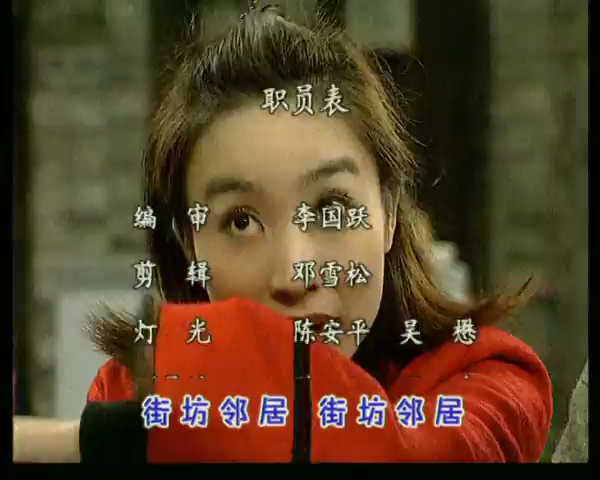 职员表
编 审 李国跃
剪 辑 邓雪松
灯 光 陈安平 吴 懋
街坊邻居 街坊邻居